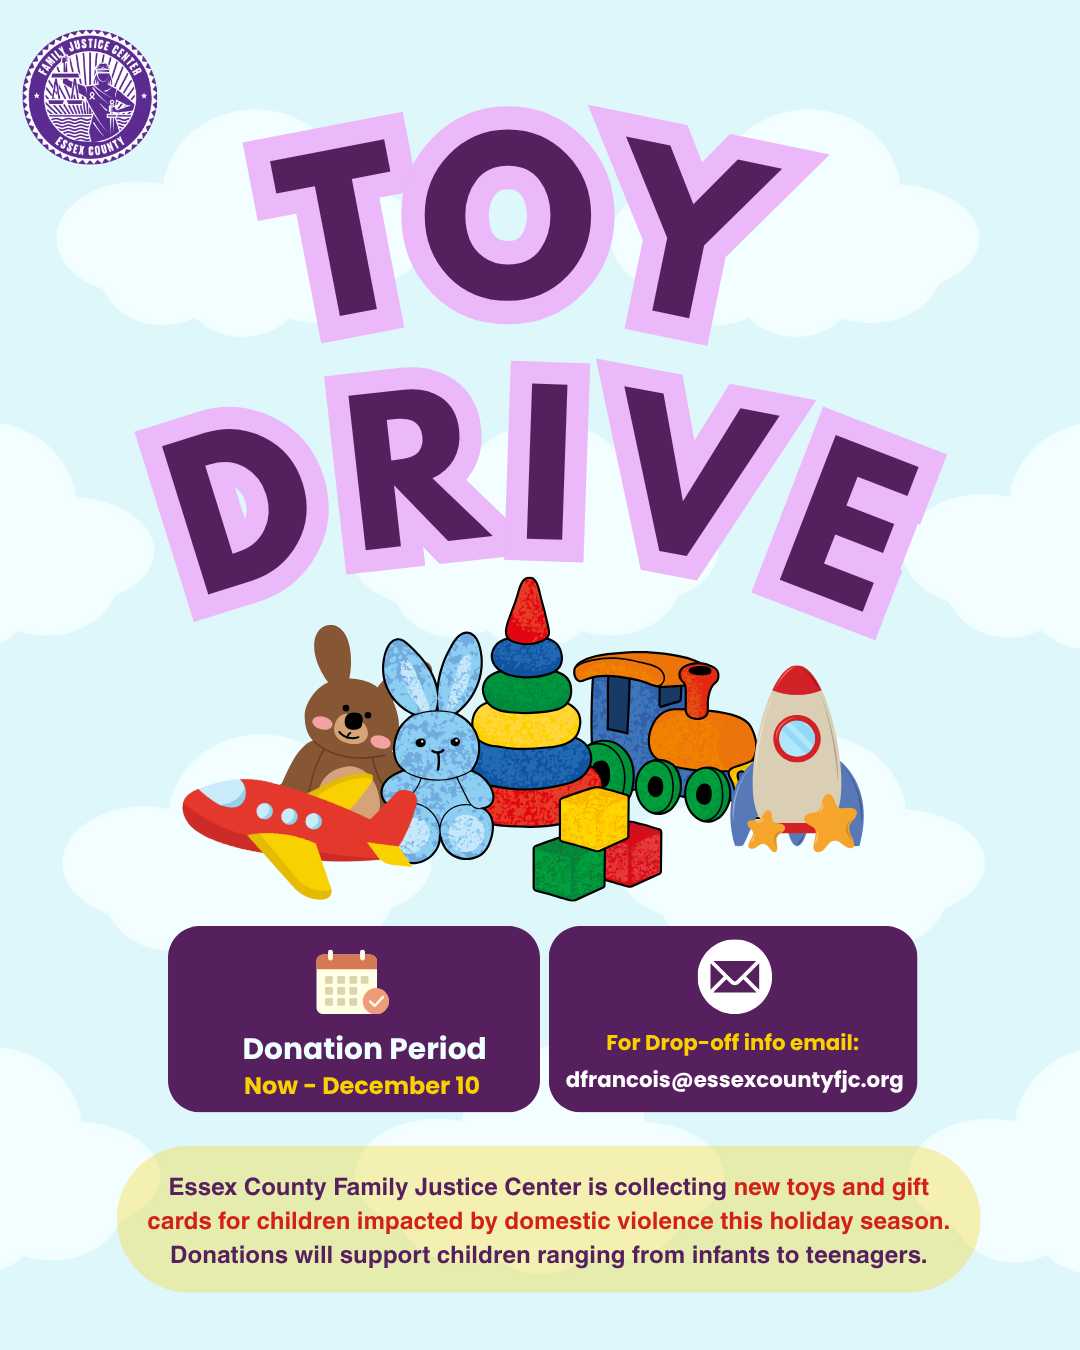 FAMILY JUSTICE CENTER
ESSEX COUNTY
TOY
DRIVE
Donation Period
Now - December 10
For Drop-off info email:
dfrancois@essexcountyfjc.org
Essex County Family Justice Center is collecting new toys and gift
cards for children impacted by domestic violence this holiday season.
Donations will support children ranging from infants to teenagers.